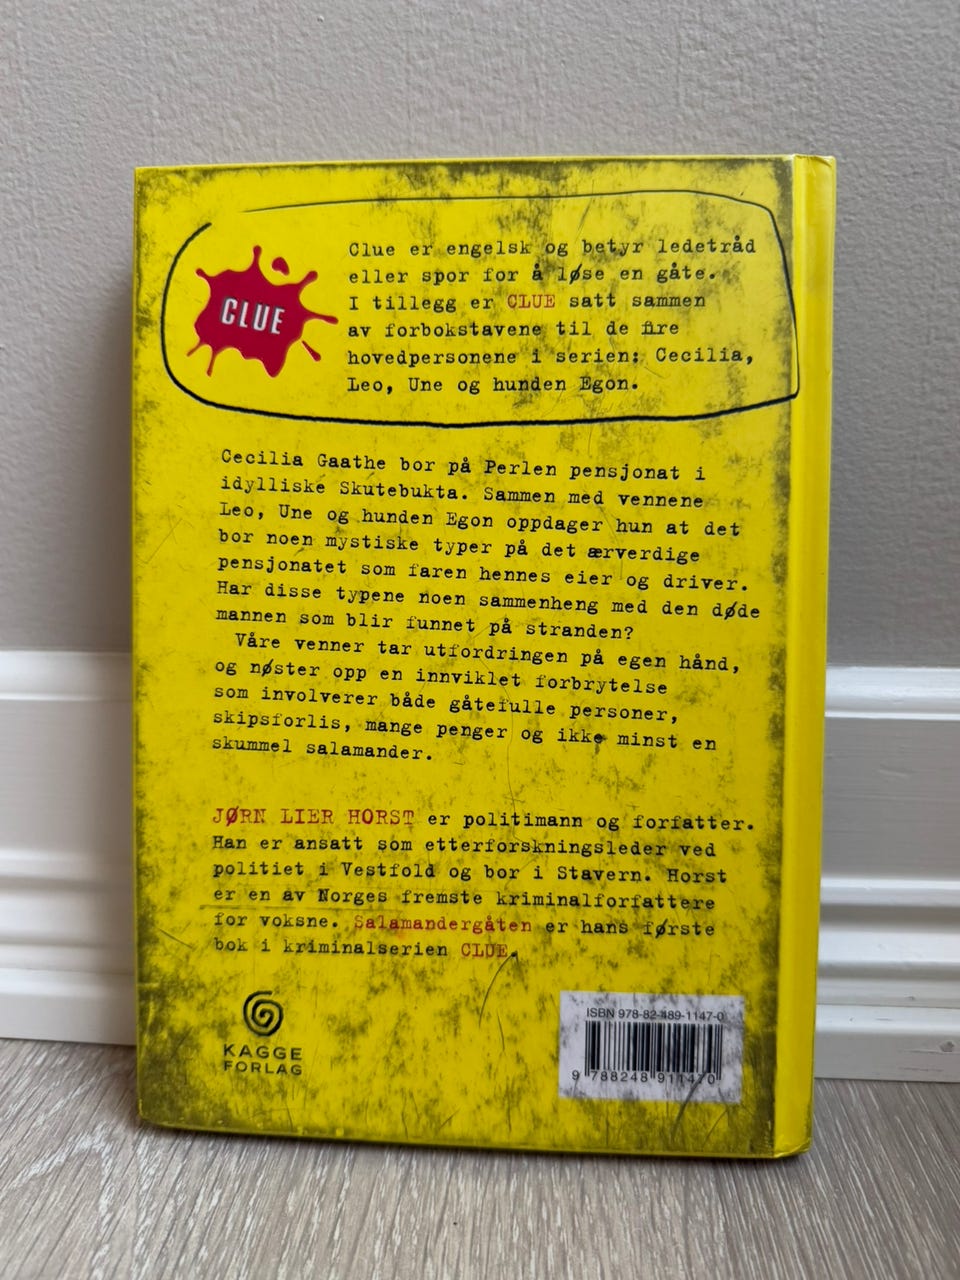 CLUE
Clue er engelsk og betyr ledetråd
eller spor for å løse en gåte.
I tillegg er CLUE satt sammen
av forbokstavene til de fire
hovedpersonene i serien: Cecilia,
Leo, Une og hunden Egon.
Cecilia Gaathe bor på Perlen pensjonat i
idylliske Skutebukta. Sammen med vennene
Leo, Une og hunden Egon oppdager hun at det
bor noen mystiske typer på det ærverdige
pensjonatet som faren hennes eier og driver.
Har disse typene noen sammenheng med den døde
mannen som blir funnet på stranden?
Våre venner tar utfordringen på egen hånd,
og nøster opp en innviklet forbrytelse
som involverer både gåtefulle personer,
skipsforlis, mange penger og ikke minst en
skummel salamander.
JØRN LIER HORST er politimann og forfatter.
Han er ansatt som etterforskningsleder ved
politiet i Vestfold og bor i Stavern. Horst
er en av Norges fremste kriminalforfattere
for voksne. Salamandergåten er hans første
bok i kriminalserien CLUE.
KAGGE
FORLAG
ISBN 978-82-489-1147-0
9 788248 911470